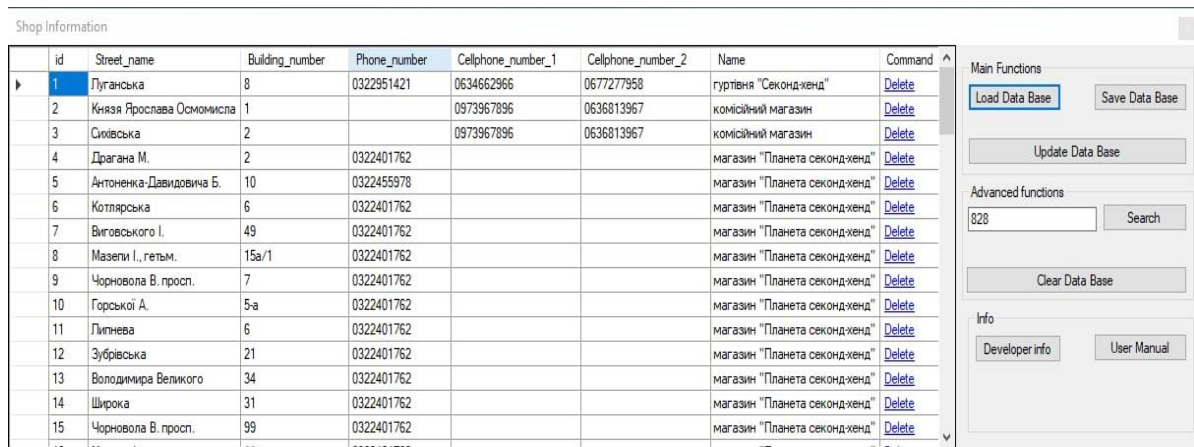 Shop Information
id Street_name Building_number Phone_number Cellphone_number_1 Cellphone_number_2 Name Command
1 Луганська 8 0322951421 0634662966 0677277958 гуртівня "Секонд-хенд" Delete
2 Князя Ярослава Осмомисла 1 0973967896 0636813967 комісійний магазин Delete
3 Сихівська 2 0973967896 0636813967 комісійний магазин Delete
4 Драгана М. 2 0322401762 магазин "Планета секонд-хенд" Delete
5 Антоненка-Давидовича Б. 10 0322455978 магазин "Планета секонд-хенд" Delete
6 Котлярська 6 0322401762 магазин "Планета секонд-хенд" Delete
7 Виговського І. 49 0322401762 магазин "Планета секонд-хенд" Delete
8 Мазепи І., гетьм. 15а/1 0322401762 магазин "Планета секонд-хенд" Delete
9 Чорновола В. просп. 7 0322401762 магазин "Планета секонд-хенд" Delete
10 Горської А. 5-а 0322401762 магазин "Планета секонд-хенд" Delete
11 Липнева 6 0322401762 магазин "Планета секонд-хенд" Delete
12 Зубрівська 21 0322401762 магазин "Планета секонд-хенд" Delete
13 Володимира Великого 34 0322401762 магазин "Планета секонд-хенд" Delete
14 Широка 31 0322401762 магазин "Планета секонд-хенд" Delete
15 Чорновола В. просп. 99 0322401762 магазин "Планета секонд-хенд" Delete
Main Functions
Load Data Base Save Data Base
Update Data Base
Advanced functions
828 Search
Clear Data Base
Info
Developer info User Manual